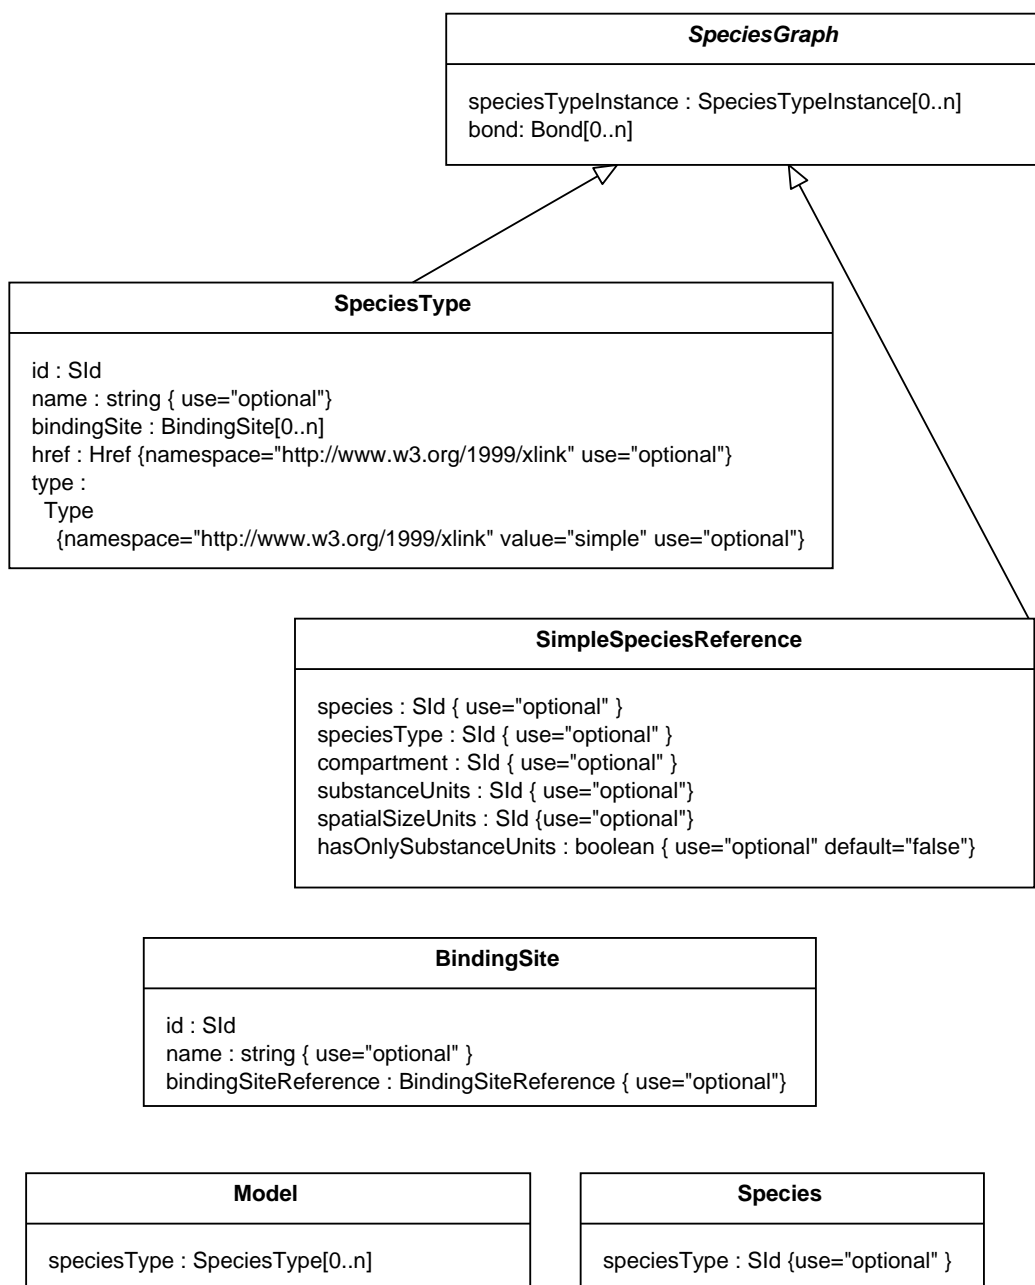 SpeciesGraph
speciesTypeInstance : SpeciesTypeInstance[0..n]
bond: Bond[0..n]
SpeciesType
id : SId
name : string { use="optional"}
bindingSite : BindingSite[0..n]
href : Href {namespace="http://www.w3.org/1999/xlink" use="optional"}
type :
Type
{namespace="http://www.w3.org/1999/xlink" value="simple" use="optional"}
SimpleSpeciesReference
species : SId { use="optional" }
speciesType : SId { use="optional" }
compartment : SId { use="optional" }
substanceUnits : SId { use="optional"}
spatialSizeUnits : SId {use="optional"}
hasOnlySubstanceUnits : boolean { use="optional" default="false"}
BindingSite
id : SId
name : string { use="optional" }
bindingSiteReference : BindingSiteReference { use="optional"}
Model
speciesType : SpeciesType[0..n]
Species
speciesType : SId {use="optional" }